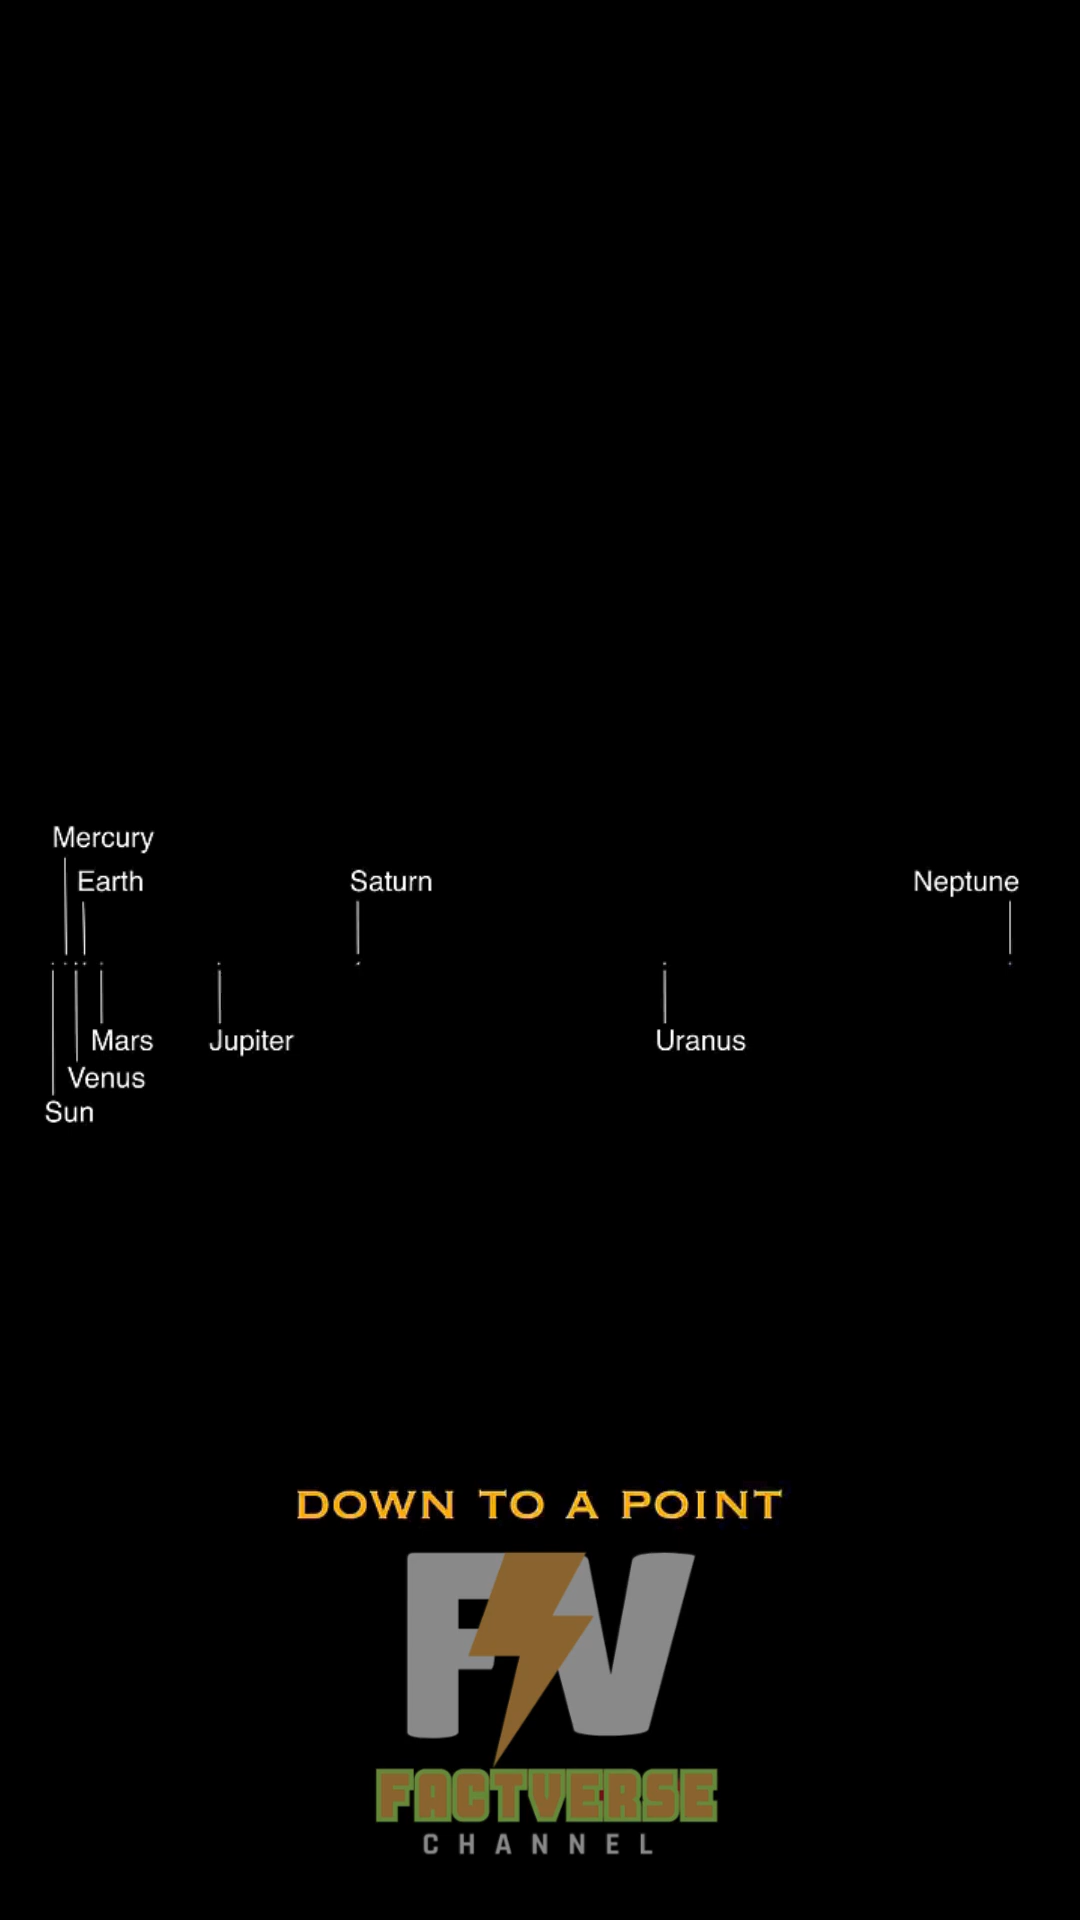 Mercury
Earth
Saturn
Neptune
Mars
Jupiter
Uranus
Venus
Sun
DOWN TO A POINT
FV
FACTVERSE
CHANNEL